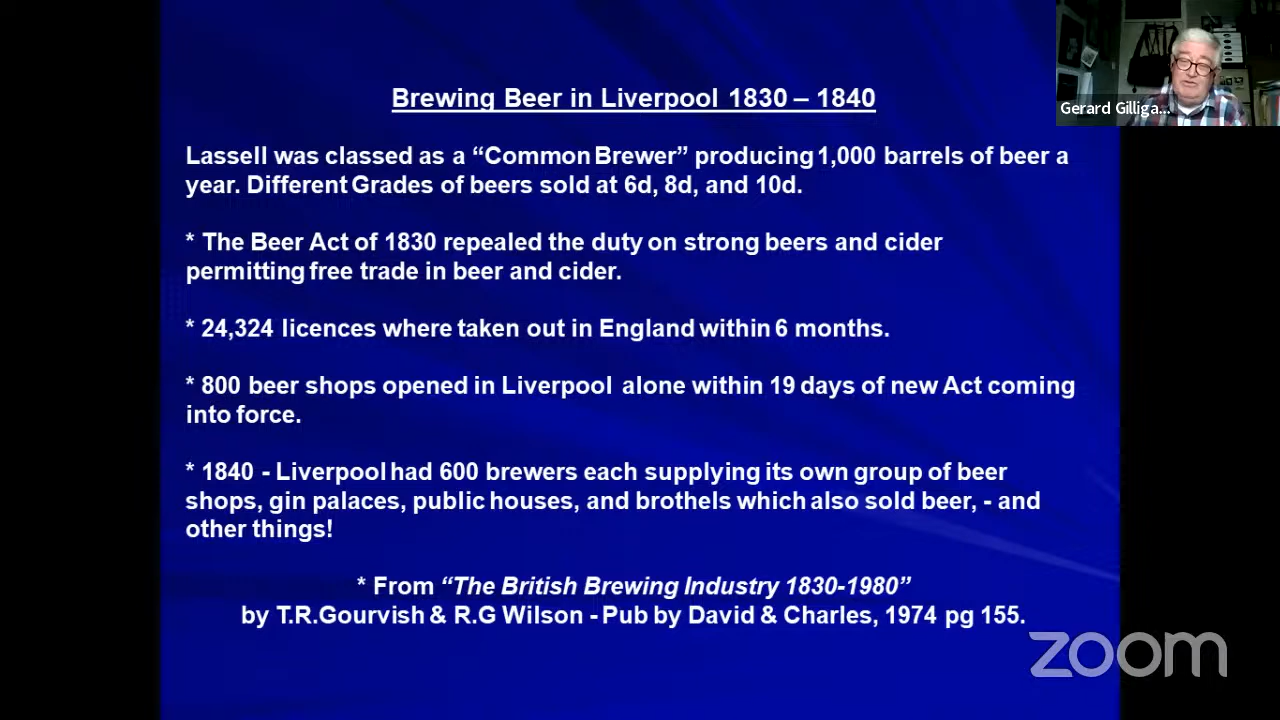 Brewing Beer in Liverpool 1830 – 1840
Gerard Gilliga...
Lassell was classed as a “Common Brewer” producing 1,000 barrels of beer a
year. Different Grades of beers sold at 6d, 8d, and 10d.
* The Beer Act of 1830 repealed the duty on strong beers and cider
permitting free trade in beer and cider.
* 24,324 licences where taken out in England within 6 months.
* 800 beer shops opened in Liverpool alone within 19 days of new Act coming
into force.
* 1840 - Liverpool had 600 brewers each supplying its own group of beer
shops, gin palaces, public houses, and brothels which also sold beer, - and
other things!
* From “The British Brewing Industry 1830-1980”
by T.R.Gourvish & R.G Wilson - Pub by David & Charles, 1974 pg 155.
zoom